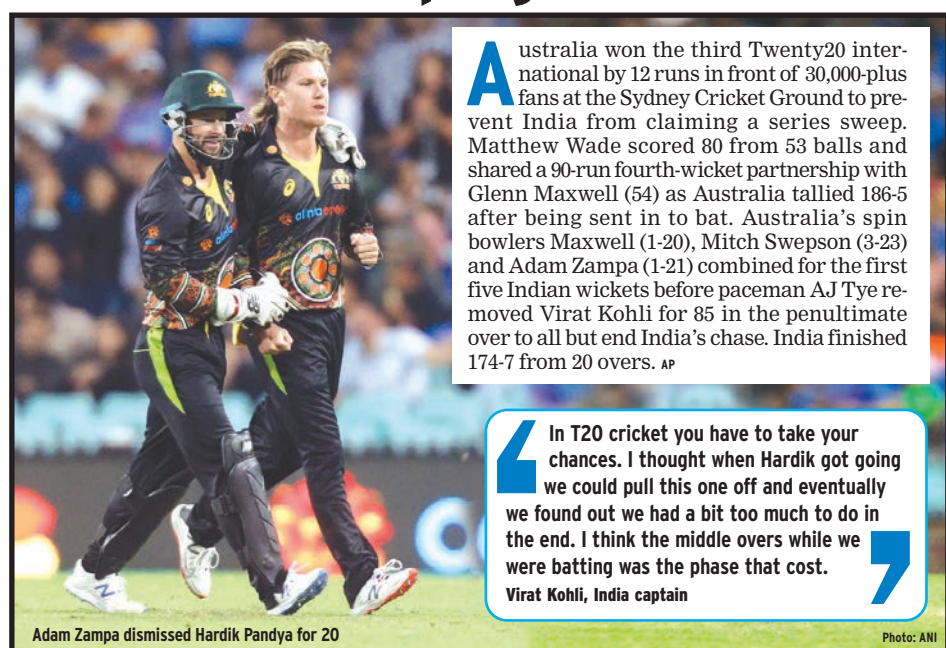 Australia won the third Twenty20 inter-
national by 12 runs in front of 30,000-plus
fans at the Sydney Cricket Ground to pre-
vent India from claiming a series sweep.
Matthew Wade scored 80 from 53 balls and
shared a 90-run fourth-wicket partnership with
Glenn Maxwell (54) as Australia tallied 186-5
after being sent in to bat. Australia’s spin
bowlers Maxwell (1-20), Mitch Swepson (3-23)
and Adam Zampa (1-21) combined for the first
five Indian wickets before paceman AJ Tye re-
moved Virat Kohli for 85 in the penultimate
over to all but end India’s chase. India finished
174-7 from 20 overs. AP
‘ In T20 cricket you have to take your
chances. I thought when Hardik got going
we could pull this one off and eventually
we found out we had a bit too much to do in
the end. I think the middle overs while we
were batting was the phase that cost. ’
Virat Kohli, India captain
Adam Zampa dismissed Hardik Pandya for 20
Photo: ANI